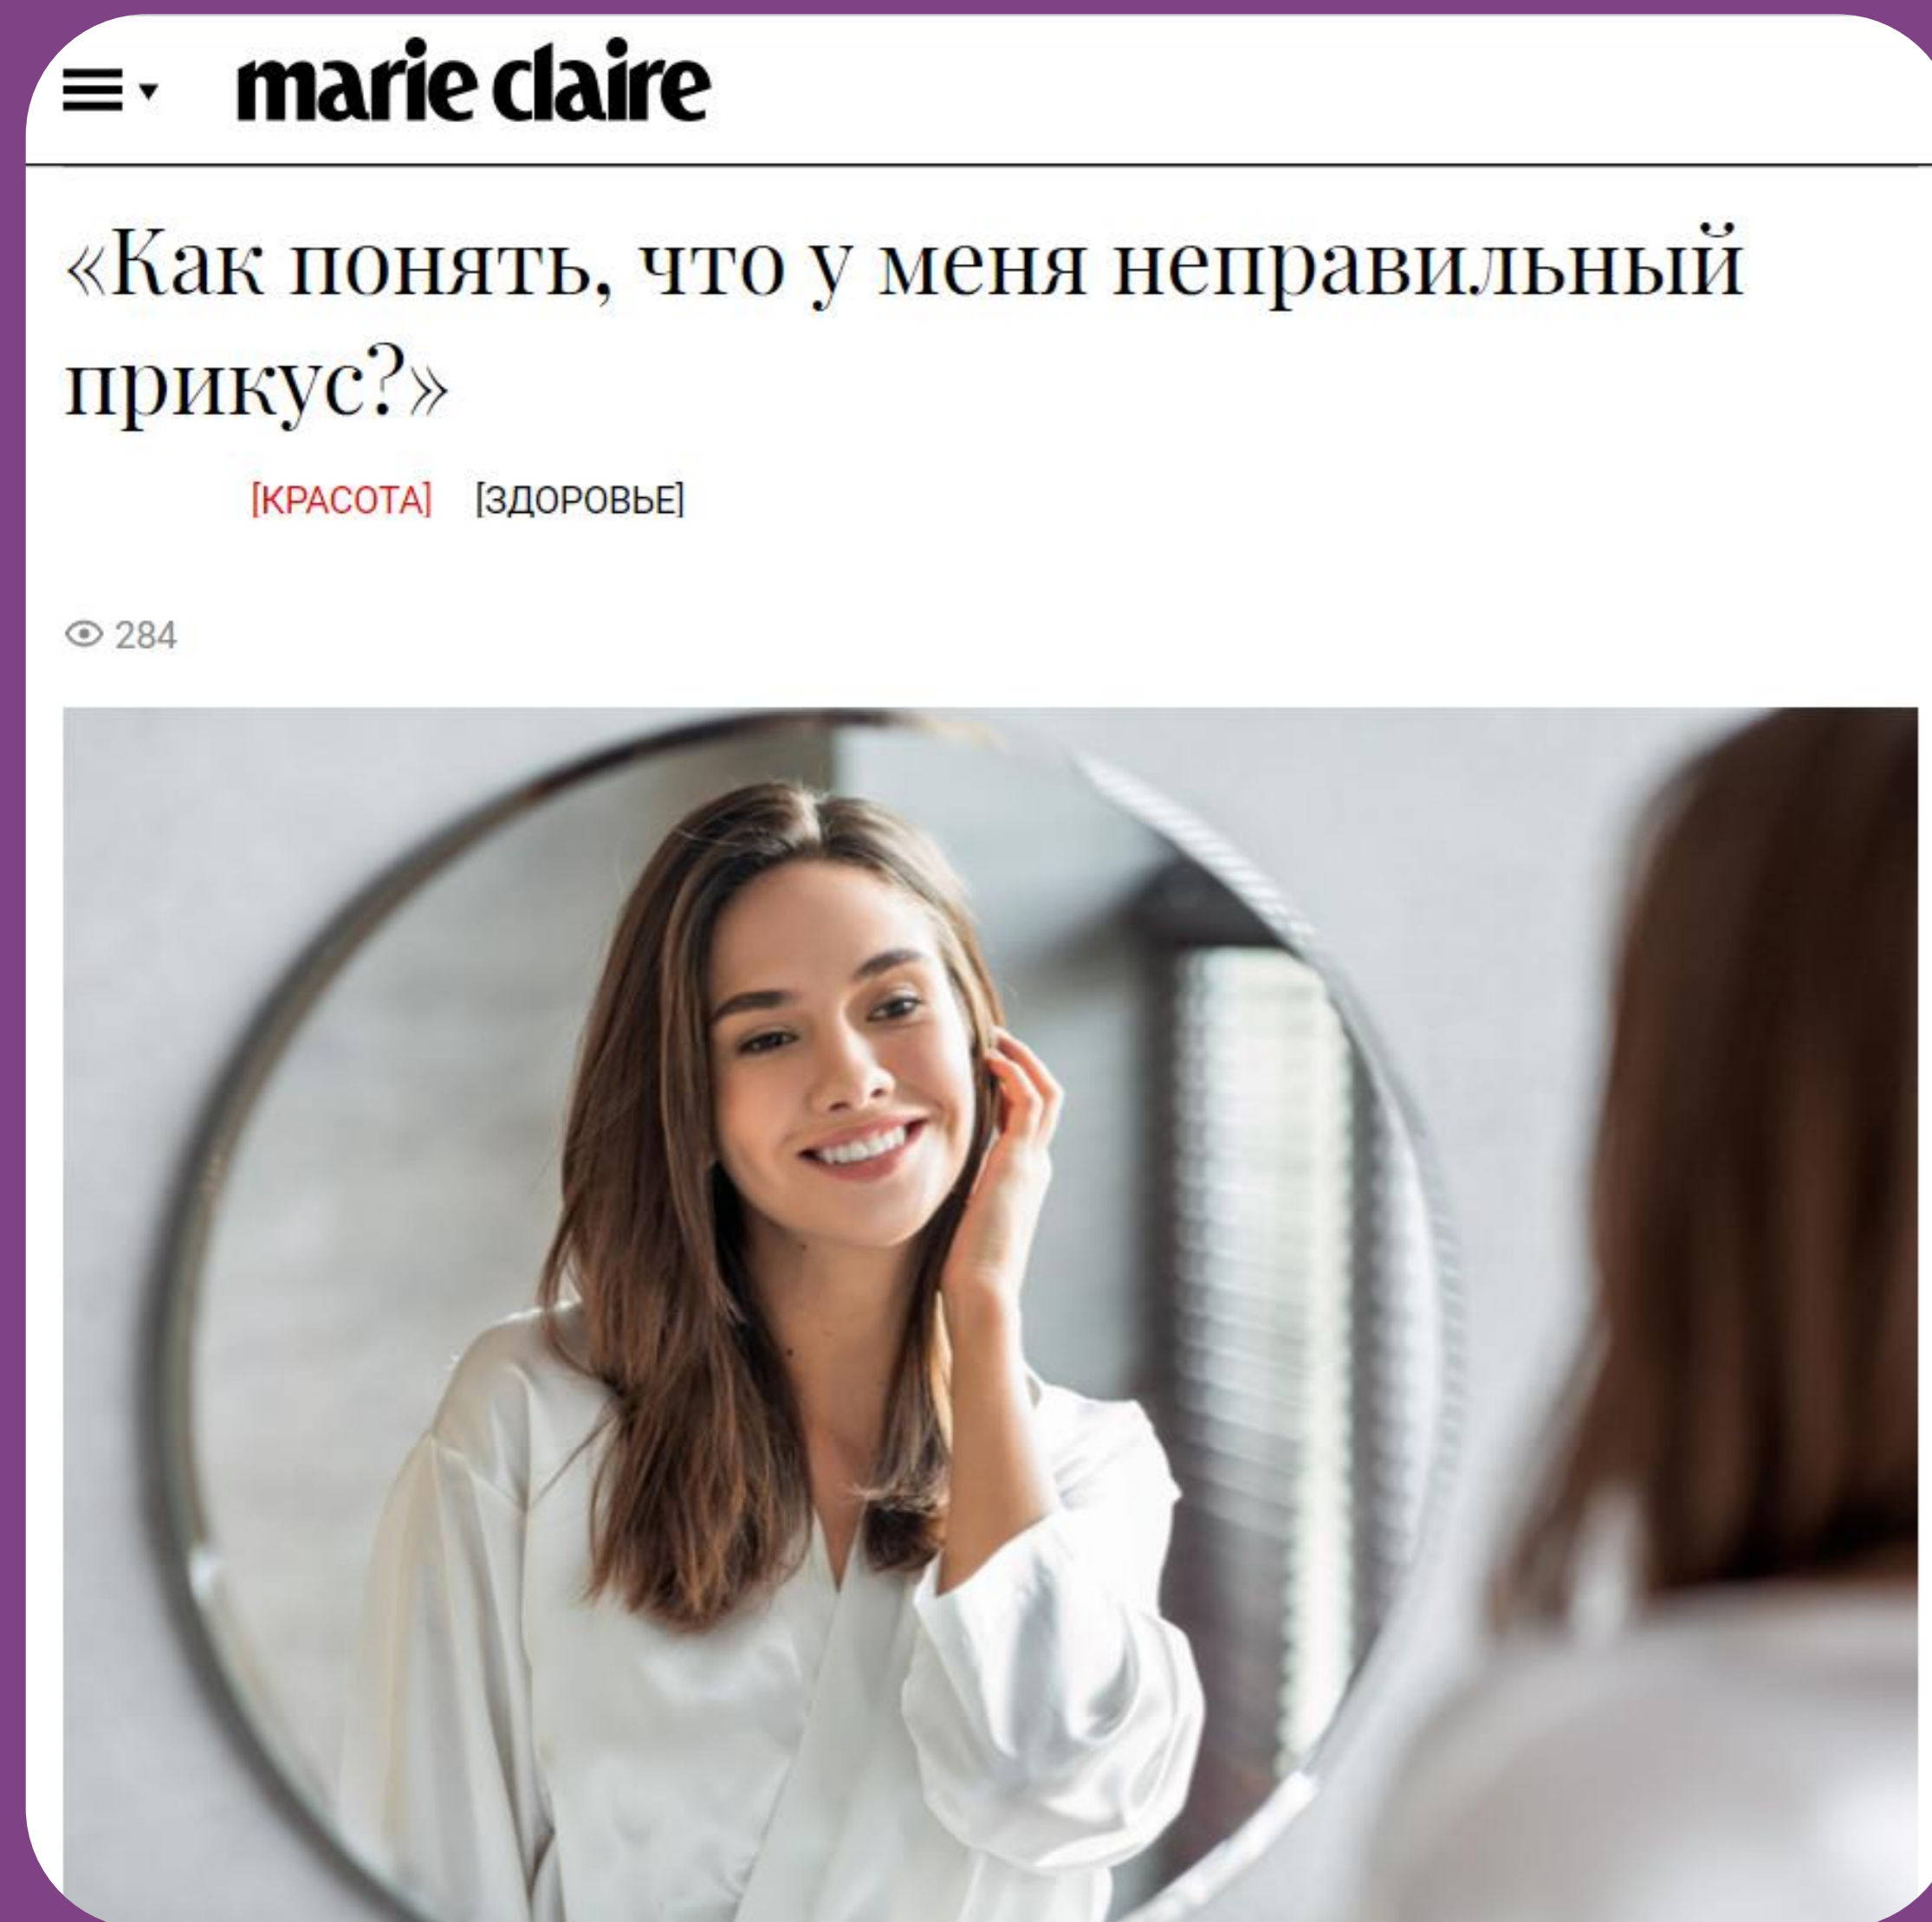 marie claire
«Как понять, что у меня неправильный
прикус?»
[КРАСОТА] [ЗДОРОВЬЕ]
284